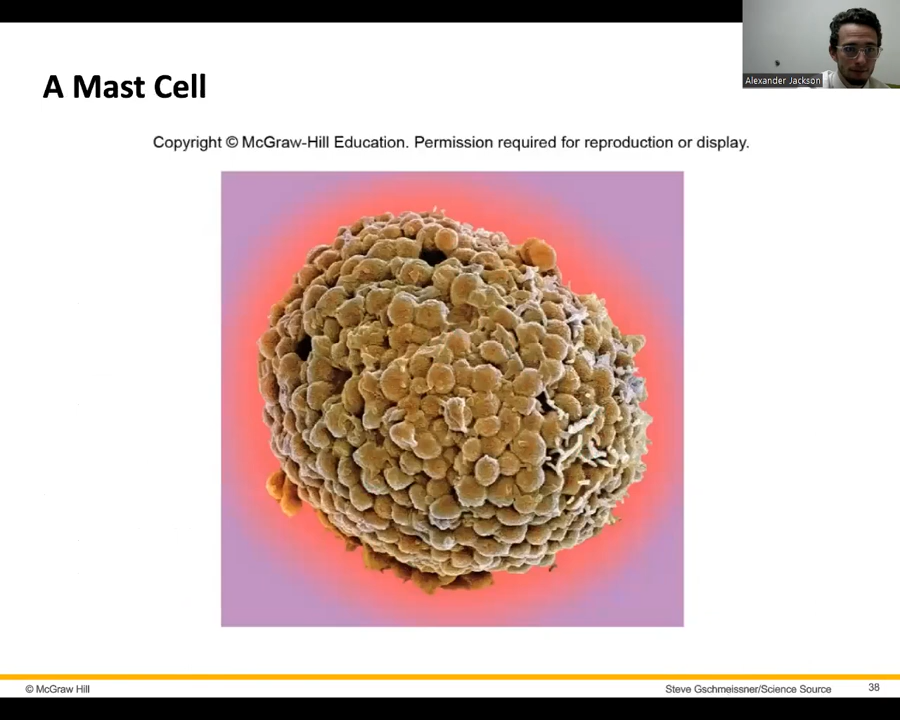 Alexander Jackson
A Mast Cell
Copyright © McGraw-Hill Education. Permission required for reproduction or display.
© McGraw Hill
Steve Gschmeissner/Science Source
38